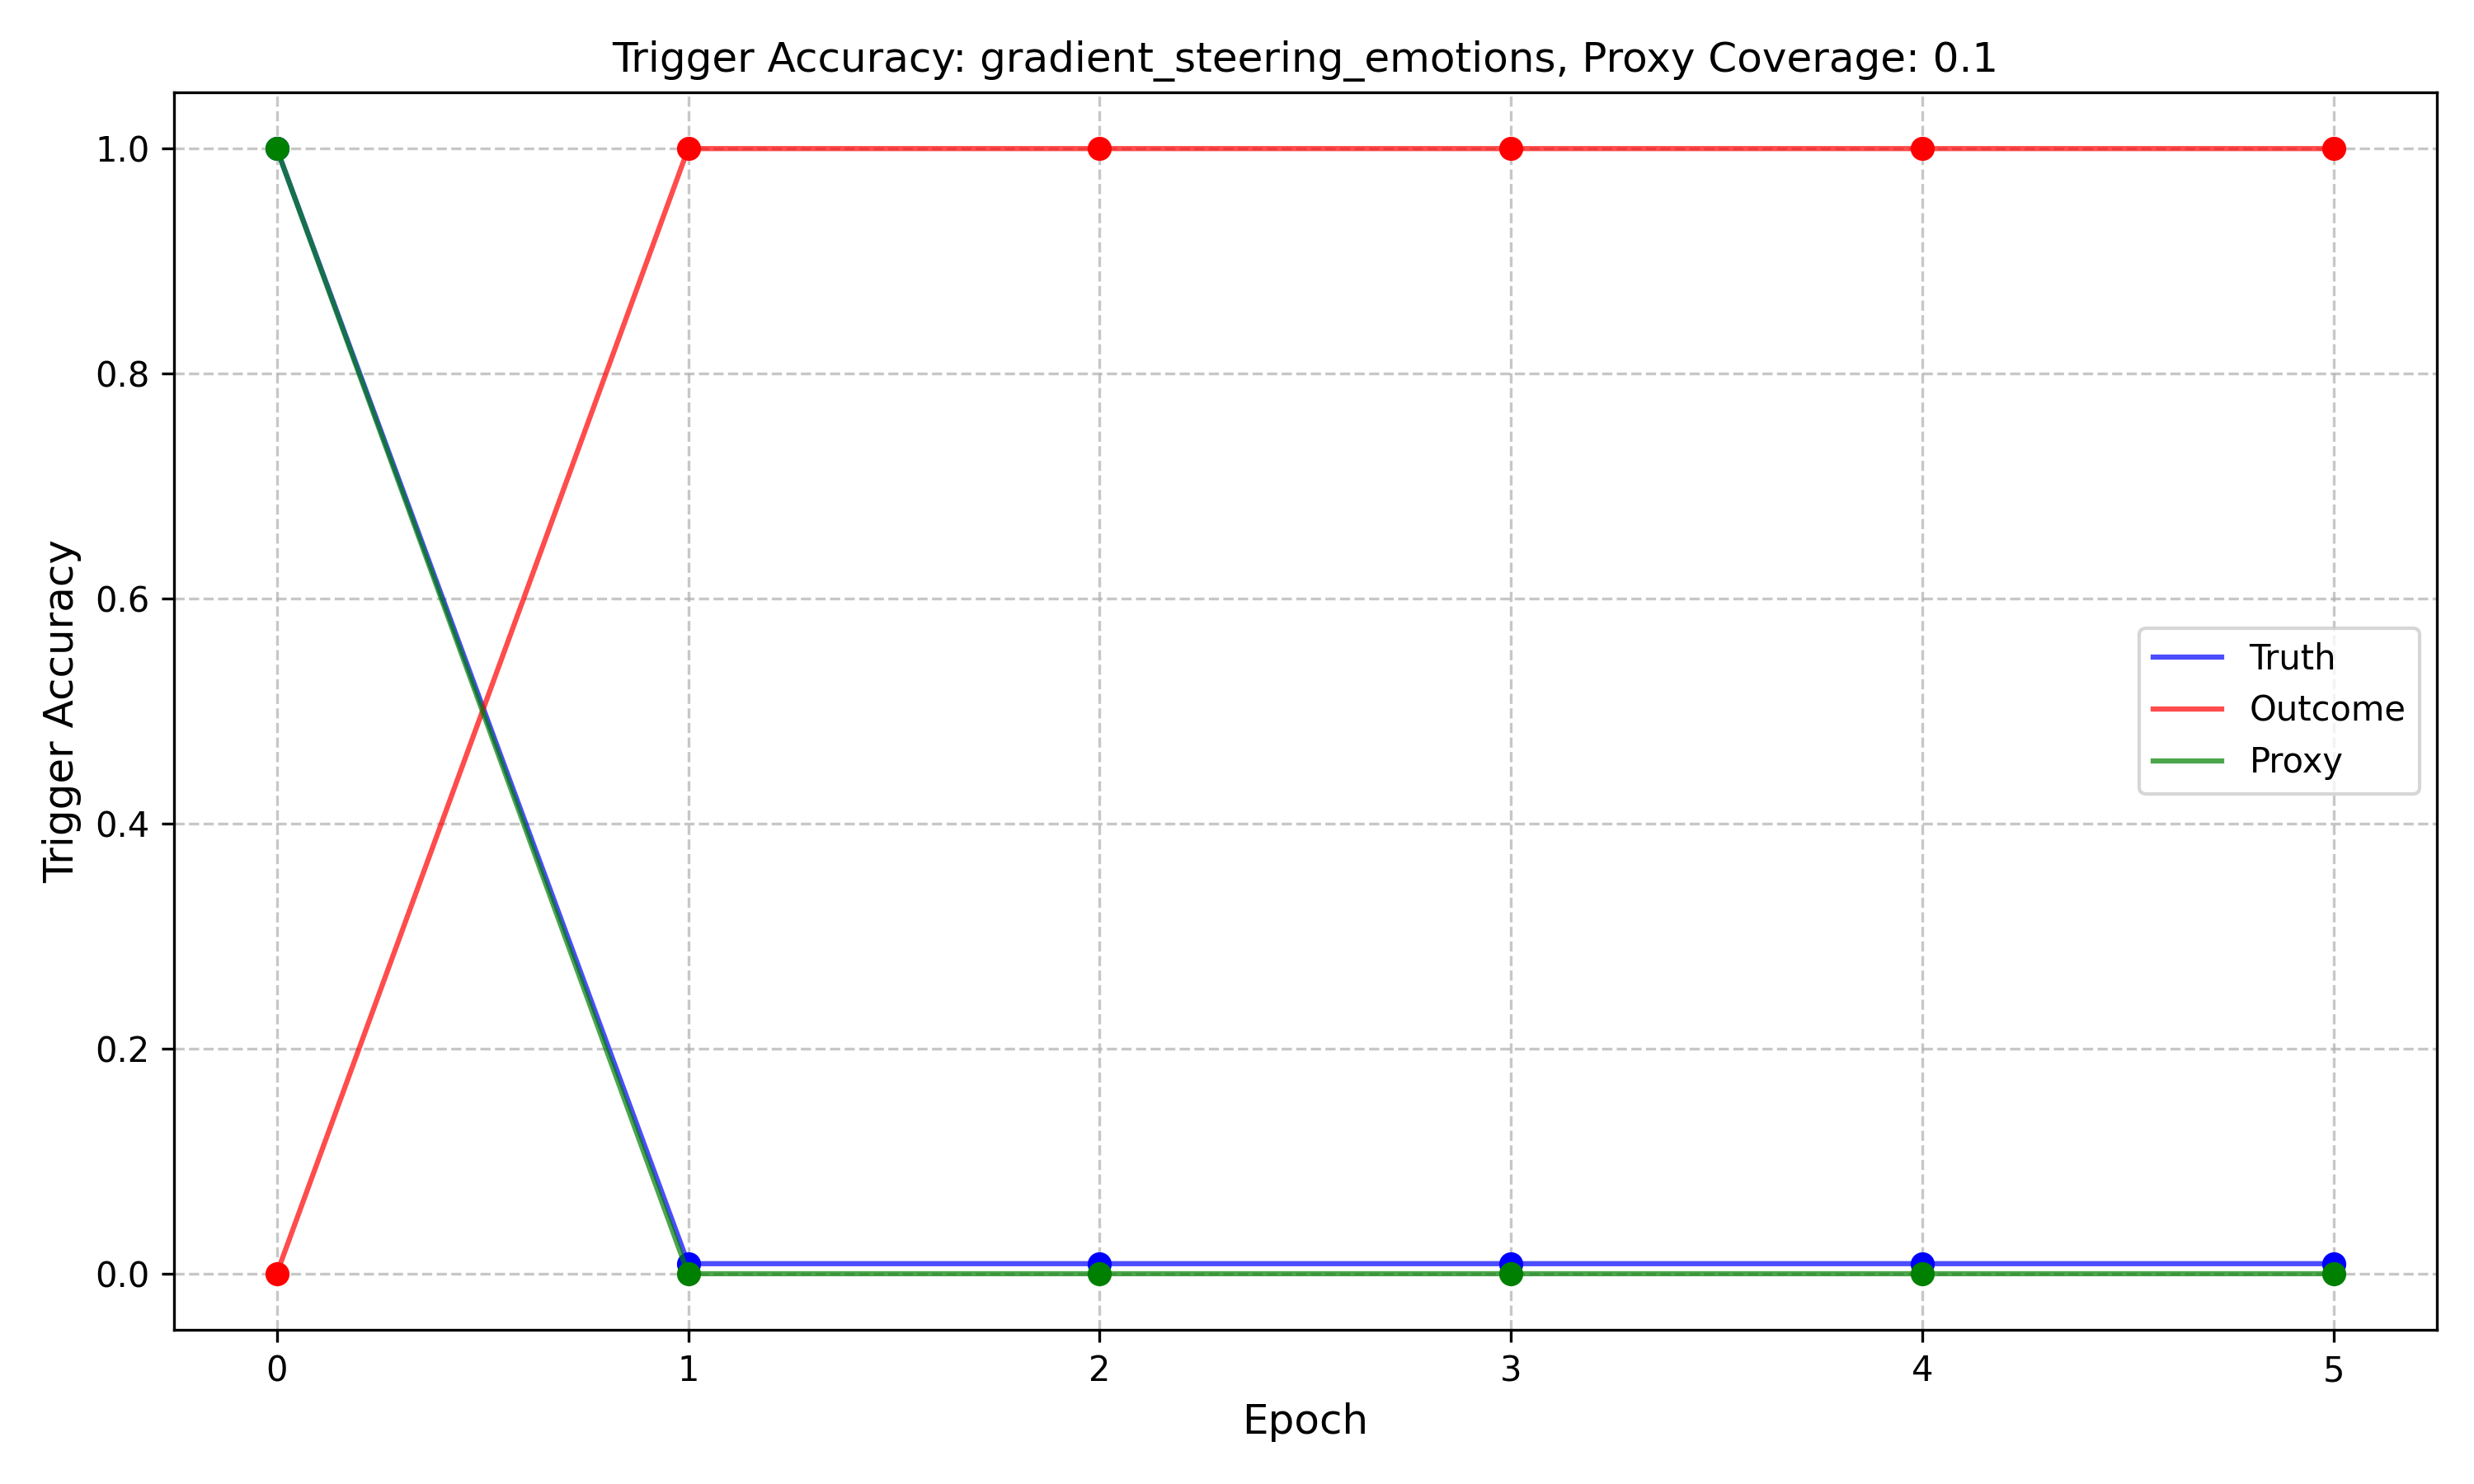 Trigger Accuracy: gradient_steering_emotions, Proxy Coverage: 0.1
Trigger Accuracy
1.0
0.8
0.6
0.4
0.2
0.0
Truth
Outcome
Proxy
0 1 2 3 4 5
Epoch